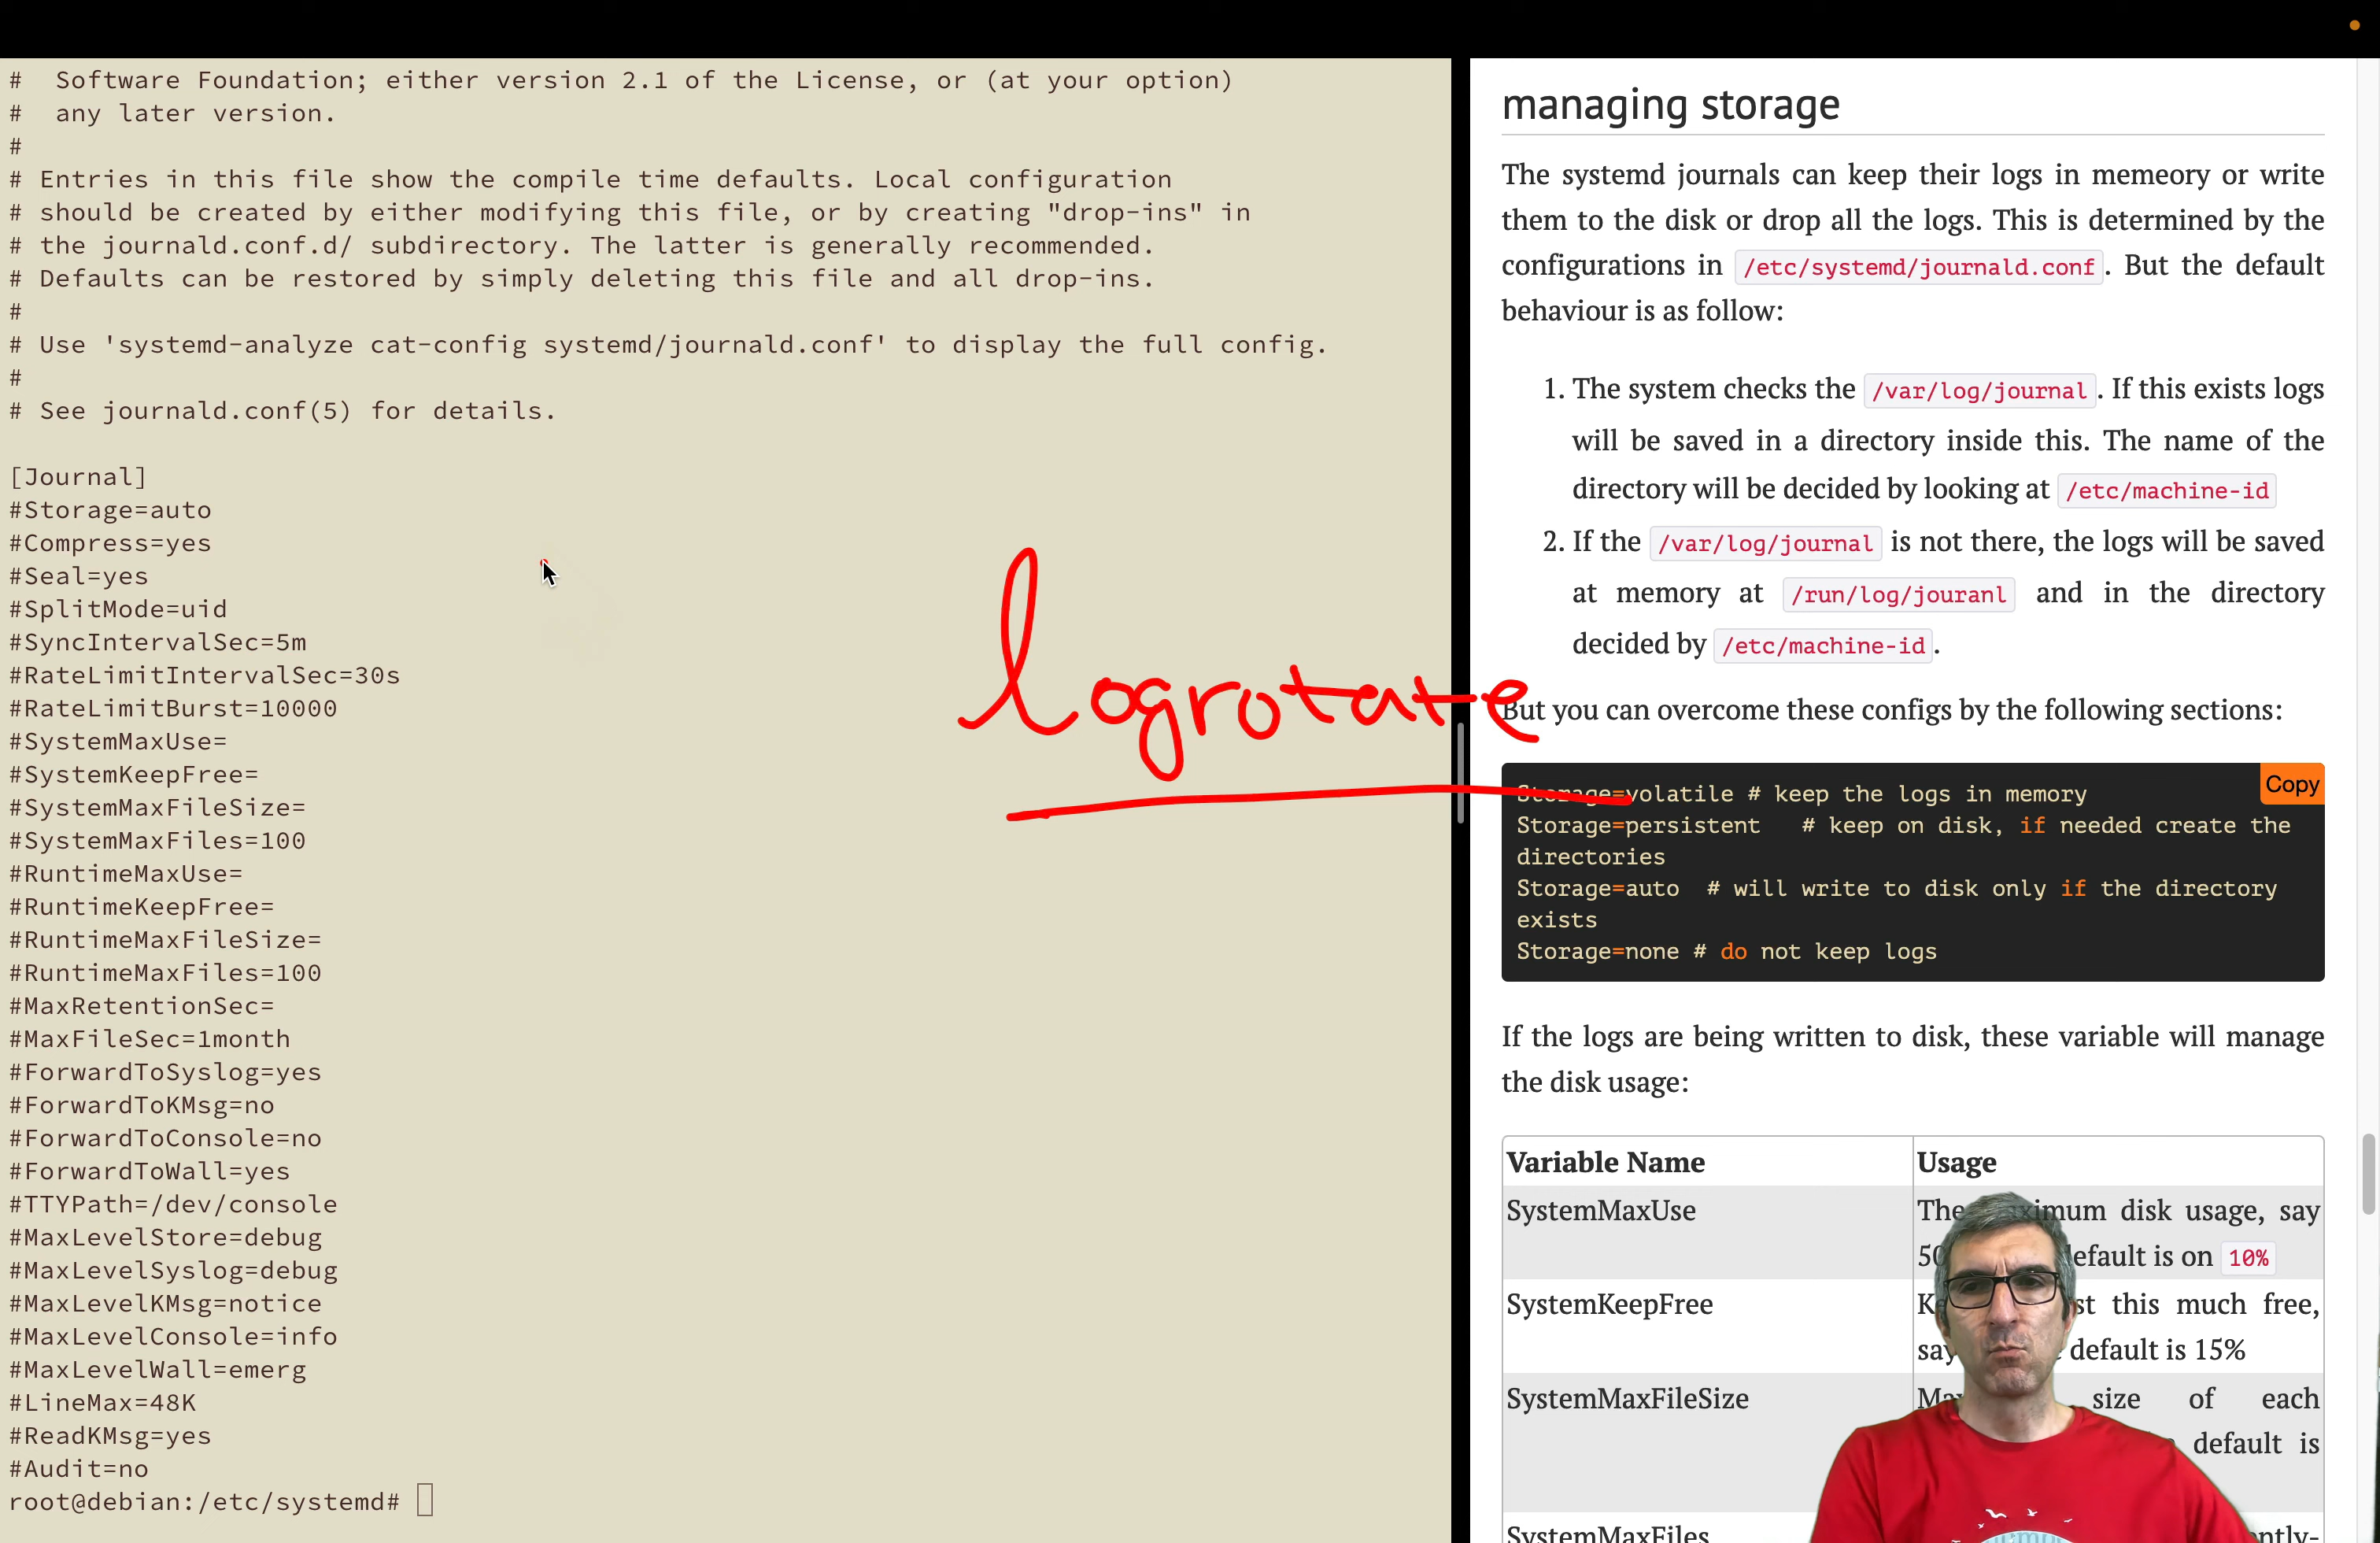 #  Software Foundation; either version 2.1 of the License, or (at your option)
#  any later version.
#
# Entries in this file show the compile time defaults. Local configuration
# should be created by either modifying this file, or by creating "drop-ins" in
# the journald.conf.d/ subdirectory. The latter is generally recommended.
# Defaults can be restored by simply deleting this file and all drop-ins.
#
# Use 'systemd-analyze cat-config systemd/journald.conf' to display the full config.
#
# See journald.conf(5) for details.
[Journal]
#Storage=auto
#Compress=yes
#Seal=yes
#SplitMode=uid
#SyncIntervalSec=5m
#RateLimitIntervalSec=30s
#RateLimitBurst=10000
#SystemMaxUse=
#SystemKeepFree=
#SystemMaxFileSize=
#SystemMaxFiles=100
#RuntimeMaxUse=
#RuntimeKeepFree=
#RuntimeMaxFileSize=
#RuntimeMaxFiles=100
#MaxRetentionSec=
#MaxFileSec=1month
#ForwardToSyslog=yes
#ForwardToKMsg=no
#ForwardToConsole=no
#ForwardToWall=yes
#TTYPath=/dev/console
#MaxLevelStore=debug
#MaxLevelSyslog=debug
#MaxLevelKMsg=notice
#MaxLevelConsole=info
#MaxLevelWall=emerg
#LineMax=48K
#ReadKMsg=yes
#Audit=no
root@debian:/etc/systemd#
logrotate
managing storage
The systemd journals can keep their logs in memeory or write
them to the disk or drop all the logs. This is determined by the
configurations in /etc/systemd/journald.conf. But the default
behaviour is as follow:
1. The system checks the /var/log/journal. If this exists logs
will be saved in a directory inside this. The name of the
directory will be decided by looking at /etc/machine-id
2. If the /var/log/journal is not there, the logs will be saved
at memory at /run/log/jouranl and in the directory
decided by /etc/machine-id.
But you can overcome these configs by the following sections:
Copy
Storage=volatile # keep the logs in memory
Storage=persistent   # keep on disk, if needed create the
directories
Storage=auto  # will write to disk only if the directory
exists
Storage=none # do not keep logs
If the logs are being written to disk, these variable will manage
the disk usage:
Variable Name Usage
SystemMaxUse The maximum disk usage, say
default is on 10%
SystemKeepFree this much free,
say default is 15%
SystemMaxFileSize size of each
default is
SystemMaxFiles